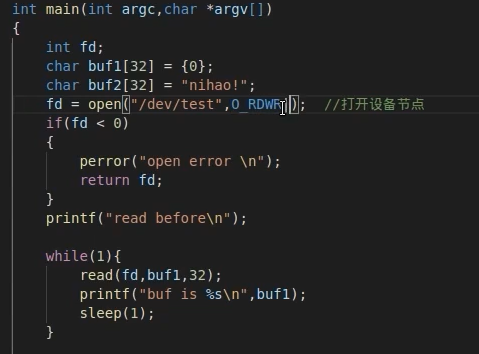 int main(int argc,char *argv[])
{
    int fd;
    char buf1[32] = {0};
    char buf2[32] = "nihao!";
    fd = open("/dev/test",O_RDWR);  //打开设备节点
    if(fd < 0)
    {
        perror("open error \n");
        return fd;
    }
    printf("read before\n");

    while(1){
        read(fd,buf1,32);
        printf("buf is %s\n",buf1);
        sleep(1);
    }